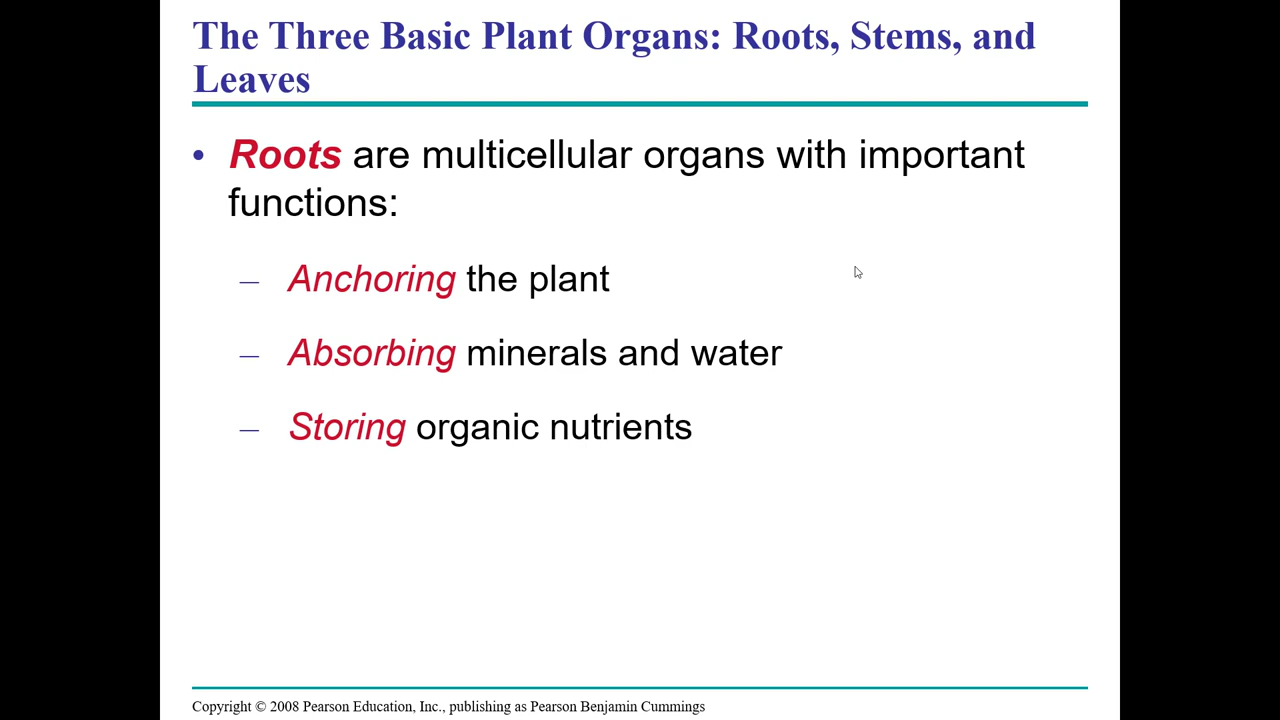 The Three Basic Plant Organs: Roots, Stems, and
Leaves
• Roots are multicellular organs with important
functions:
– Anchoring the plant
– Absorbing minerals and water
– Storing organic nutrients
Copyright © 2008 Pearson Education, Inc., publishing as Pearson Benjamin Cummings